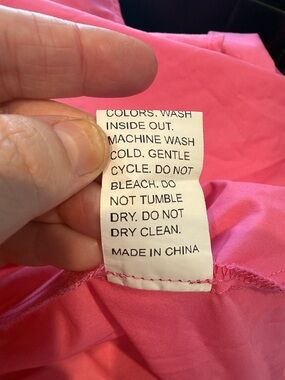 COLORS. WASH
INSIDE OUT.
MACHINE WASH
COLD. GENTLE
CYCLE. DO NOT
BLEACH. DO
NOT TUMBLE
DRY. DO NOT
DRY CLEAN.
MADE IN CHINA